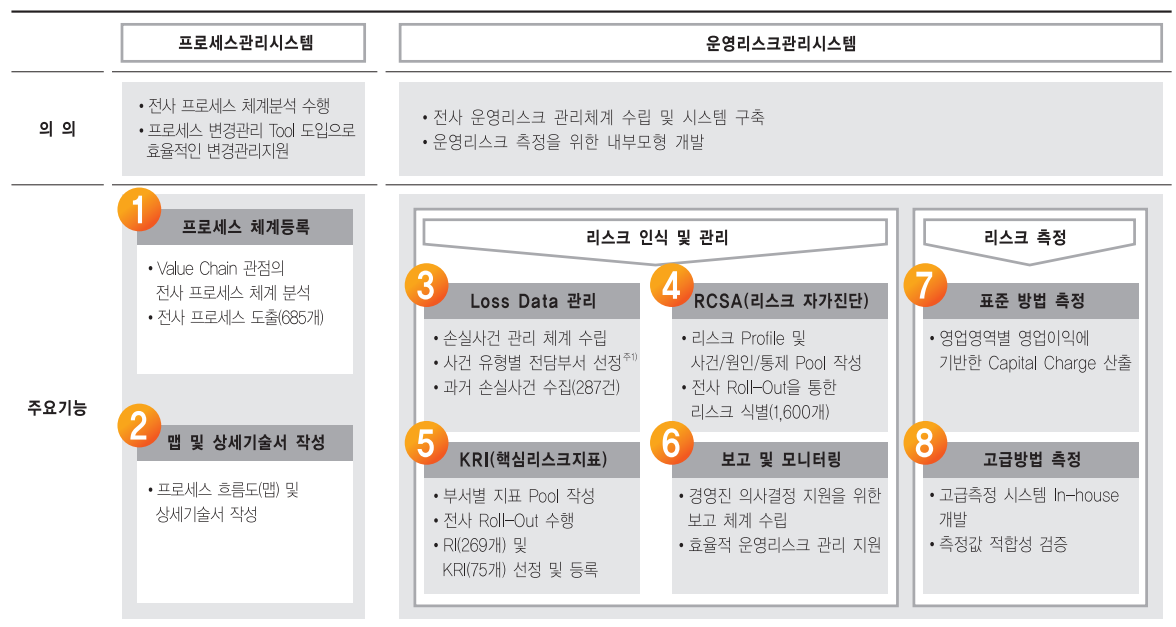 프로세스관리시스템
운영리스크관리시스템
의 의
• 전사 프로세스 체계분석 수행
• 프로세스 변경관리 Tool 도입으로
효율적인 변경관리지원
• 전사 운영리스크 관리체계 수립 및 시스템 구축
• 운영리스크 측정을 위한 내부모형 개발
주요기능
1
프로세스 체계등록
• Value Chain 관점의
전사 프로세스 체계 분석
• 전사 프로세스 도출(685개)
2
맵 및 상세기술서 작성
• 프로세스 흐름도(맵) 및
상세기술서 작성
리스크 인식 및 관리
3
Loss Data 관리
• 손실사건 관리 체계 수립
• 사건 유형별 전담부서 선정주1)
• 과거 손실사건 수집(287건)
4
RCSA(리스크 자가진단)
• 리스크 Profile 및
사건/원인/통제 Pool 작성
• 전사 Roll-Out을 통한
리스크 식별(1,600개)
5
KRI(핵심리스크지표)
• 부서별 지표 Pool 작성
• 전사 Roll-Out 수행
• RI(269개) 및
KRI(75개) 선정 및 등록
6
보고 및 모니터링
• 경영진 의사결정 지원을 위한
보고 체계 수립
• 효율적 운영리스크 관리 지원
리스크 측정
7
표준 방법 측정
• 영업영역별 영업이익에
기반한 Capital Charge 산출
8
고급방법 측정
• 고급측정 시스템 In-house
개발
• 측정값 적합성 검증